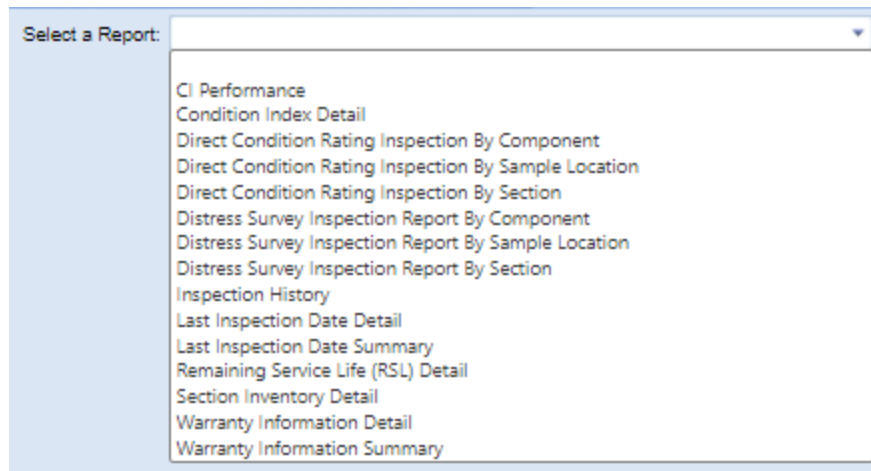 Select a Report:
CI Performance
Condition Index Detail
Direct Condition Rating Inspection By Component
Direct Condition Rating Inspection By Sample Location
Direct Condition Rating Inspection By Section
Distress Survey Inspection Report By Component
Distress Survey Inspection Report By Sample Location
Distress Survey Inspection Report By Section
Inspection History
Last Inspection Date Detail
Last Inspection Date Summary
Remaining Service Life (RSL) Detail
Section Inventory Detail
Warranty Information Detail
Warranty Information Summary